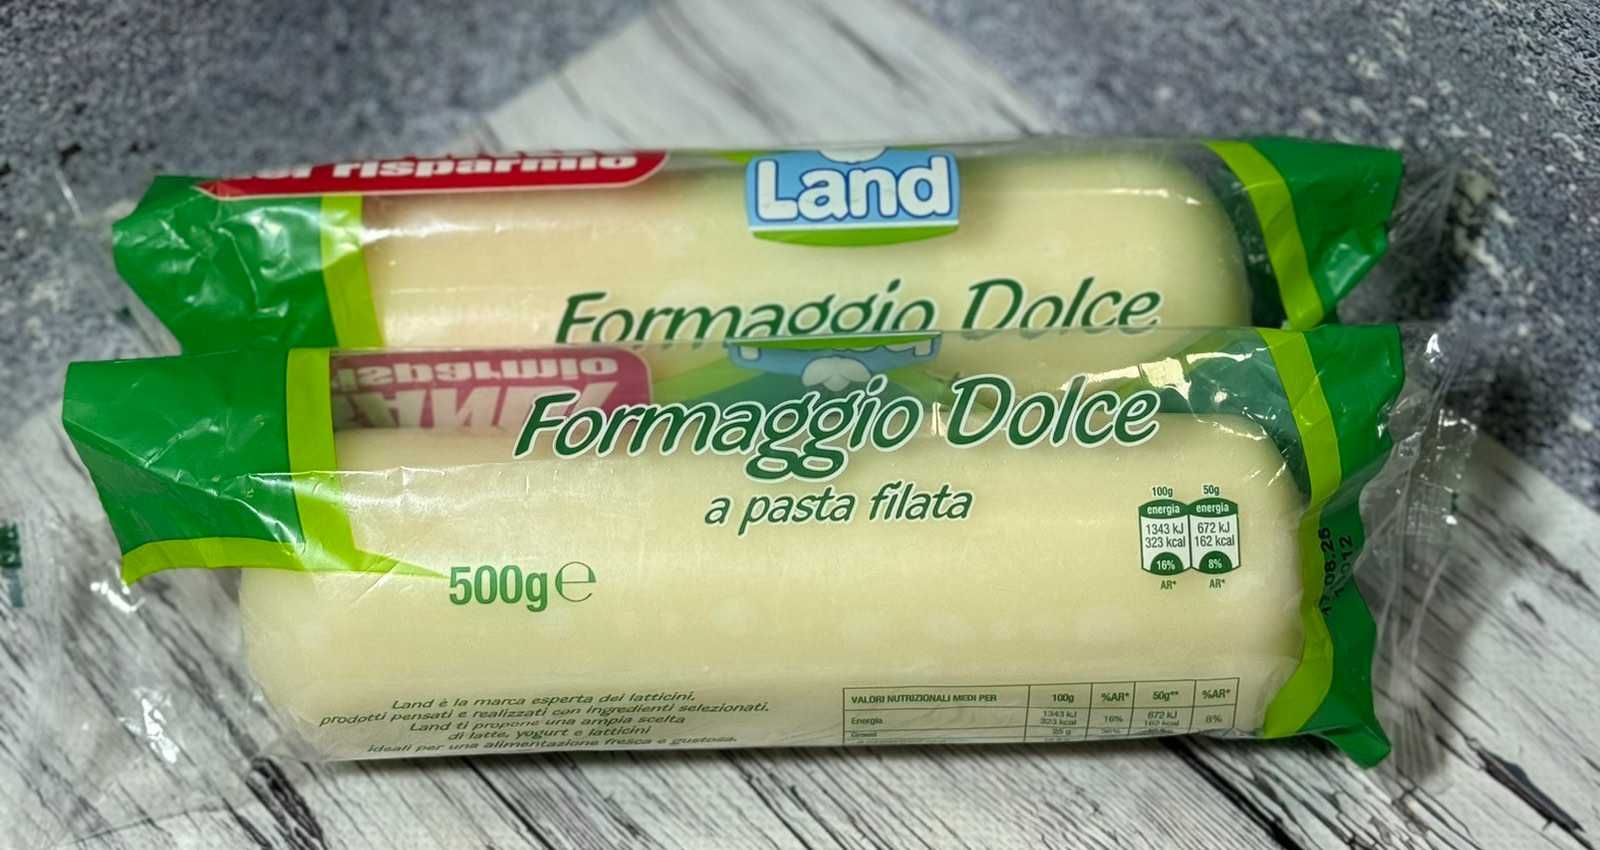 risparmio
Land
Formaggio Dolce
Formaggio Dolce
a pasta filata
500g ℮
100g 50g
energia energia
1343 kJ 672 kJ
323 kcal 162 kcal
16% 8%
AR* AR*
Land è la marca esperta dei latticini,
prodotti pensati e realizzati con ingredienti selezionati.
Land ti propone una ampia scelta
di latte, yogurt e latticini
ideali per una alimentazione fresca e gustosa.
VALORI NUTRIZIONALI MEDI PER 100g %AR* 50g** %AR*
Energia 1343 kJ 323 kcal 16% 672 kJ 162 kcal 8%
Grassi 25 g